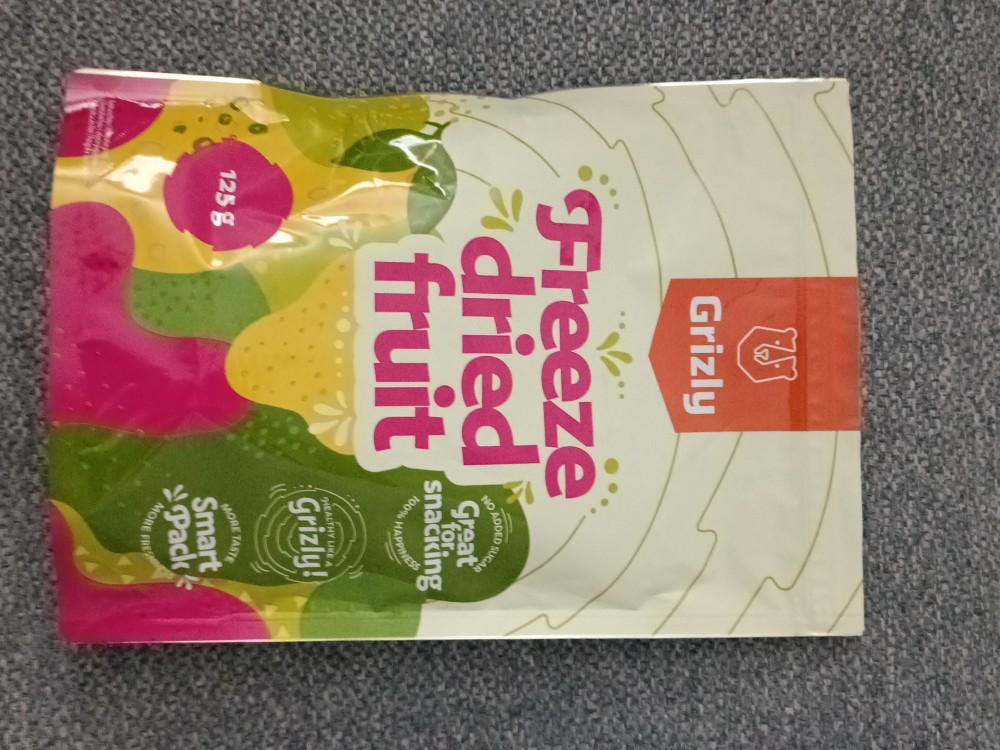 Grizly
Freeze
dried
fruit
NO ADDED SUGAR
Great
for
snacking
100% HAPPINESS
HEALTHY LIKE A
Grizly!
MORE TASTE
Smart
Pack
125 g